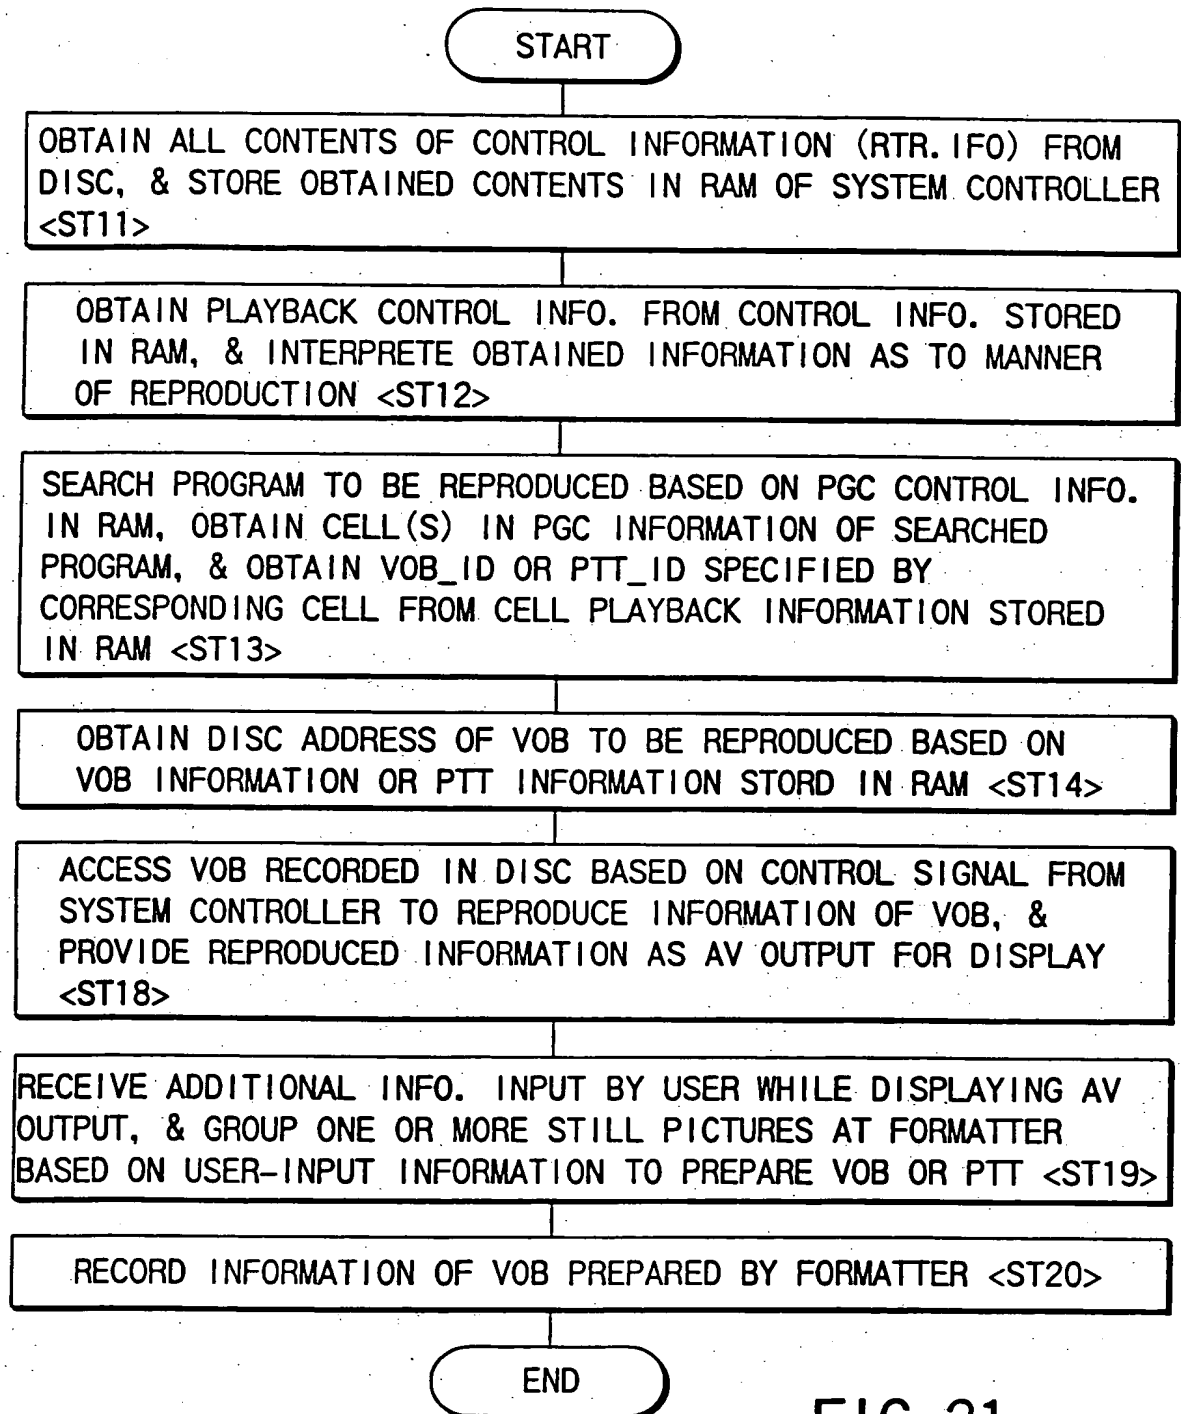 START
OBTAIN ALL CONTENTS OF CONTROL INFORMATION (RTR.IFO) FROM
DISC, & STORE OBTAINED CONTENTS IN RAM OF SYSTEM CONTROLLER
<ST11>
OBTAIN PLAYBACK CONTROL INFO. FROM CONTROL INFO. STORED
IN RAM, & INTERPRETE OBTAINED INFORMATION AS TO MANNER
OF REPRODUCTION <ST12>
SEARCH PROGRAM TO BE REPRODUCED BASED ON PGC CONTROL INFO.
IN RAM, OBTAIN CELL(S) IN PGC INFORMATION OF SEARCHED
PROGRAM, & OBTAIN VOB_ID OR PTT_ID SPECIFIED BY
CORRESPONDING CELL FROM CELL PLAYBACK INFORMATION STORED
IN RAM <ST13>
OBTAIN DISC ADDRESS OF VOB TO BE REPRODUCED BASED ON
VOB INFORMATION OR PTT INFORMATION STORD IN RAM <ST14>
ACCESS VOB RECORDED IN DISC BASED ON CONTROL SIGNAL FROM
SYSTEM CONTROLLER TO REPRODUCE INFORMATION OF VOB, &
PROVIDE REPRODUCED INFORMATION AS AV OUTPUT FOR DISPLAY
<ST18>
RECEIVE ADDITIONAL INFO. INPUT BY USER WHILE DISPLAYING AV
OUTPUT, & GROUP ONE OR MORE STILL PICTURES AT FORMATTER
BASED ON USER-INPUT INFORMATION TO PREPARE VOB OR PTT <ST19>
RECORD INFORMATION OF VOB PREPARED BY FORMATTER <ST20>
END
FIG. 21